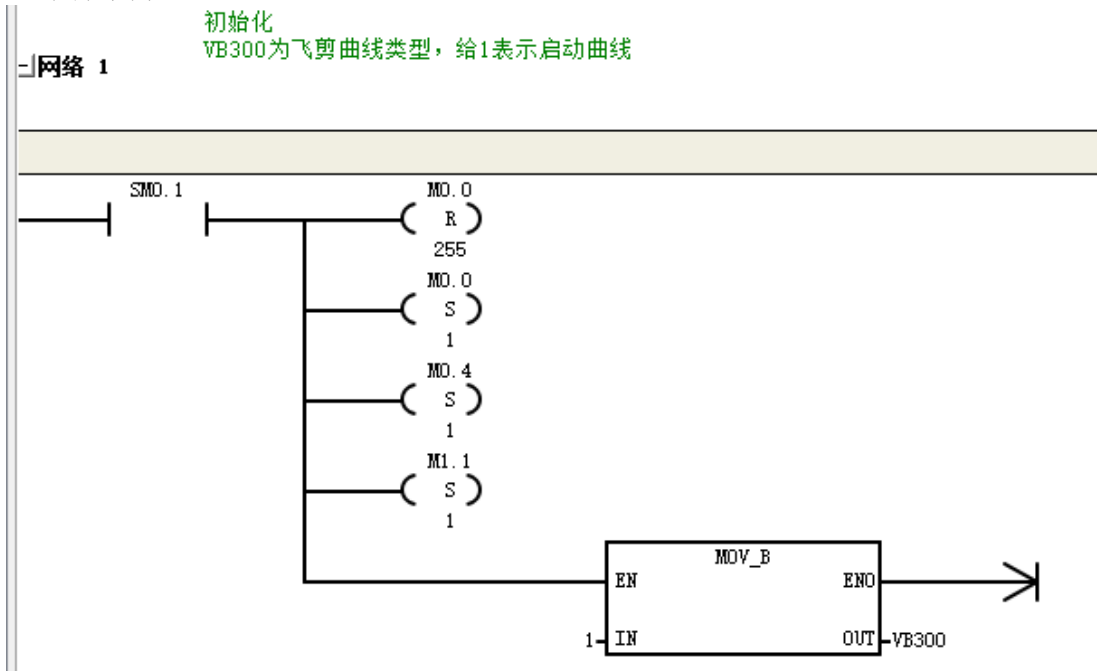 初始化
VB300为飞剪曲线类型，给1表示启动曲线
网络 1
SM0.1
M0.0
R
255
M0.0
S
1
M0.4
S
1
M1.1
S
1
MOV_B
EN ENO
1 IN OUT VB300